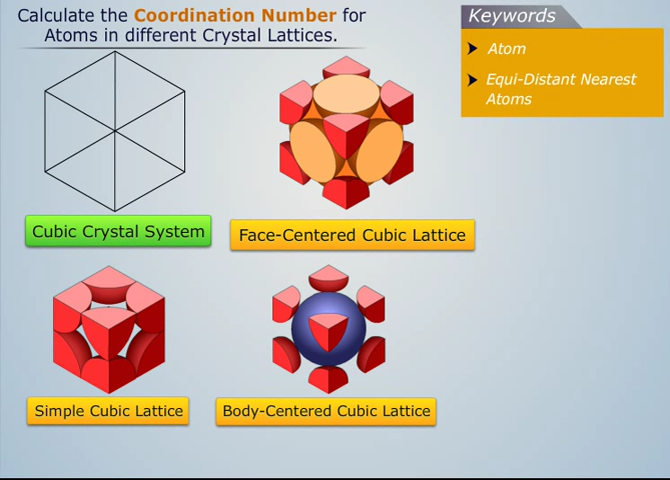 Calculate the Coordination Number for
Atoms in different Crystal Lattices.
Keywords
Atom
Equi-Distant Nearest
Atoms
Cubic Crystal System
Face-Centered Cubic Lattice
Simple Cubic Lattice
Body-Centered Cubic Lattice